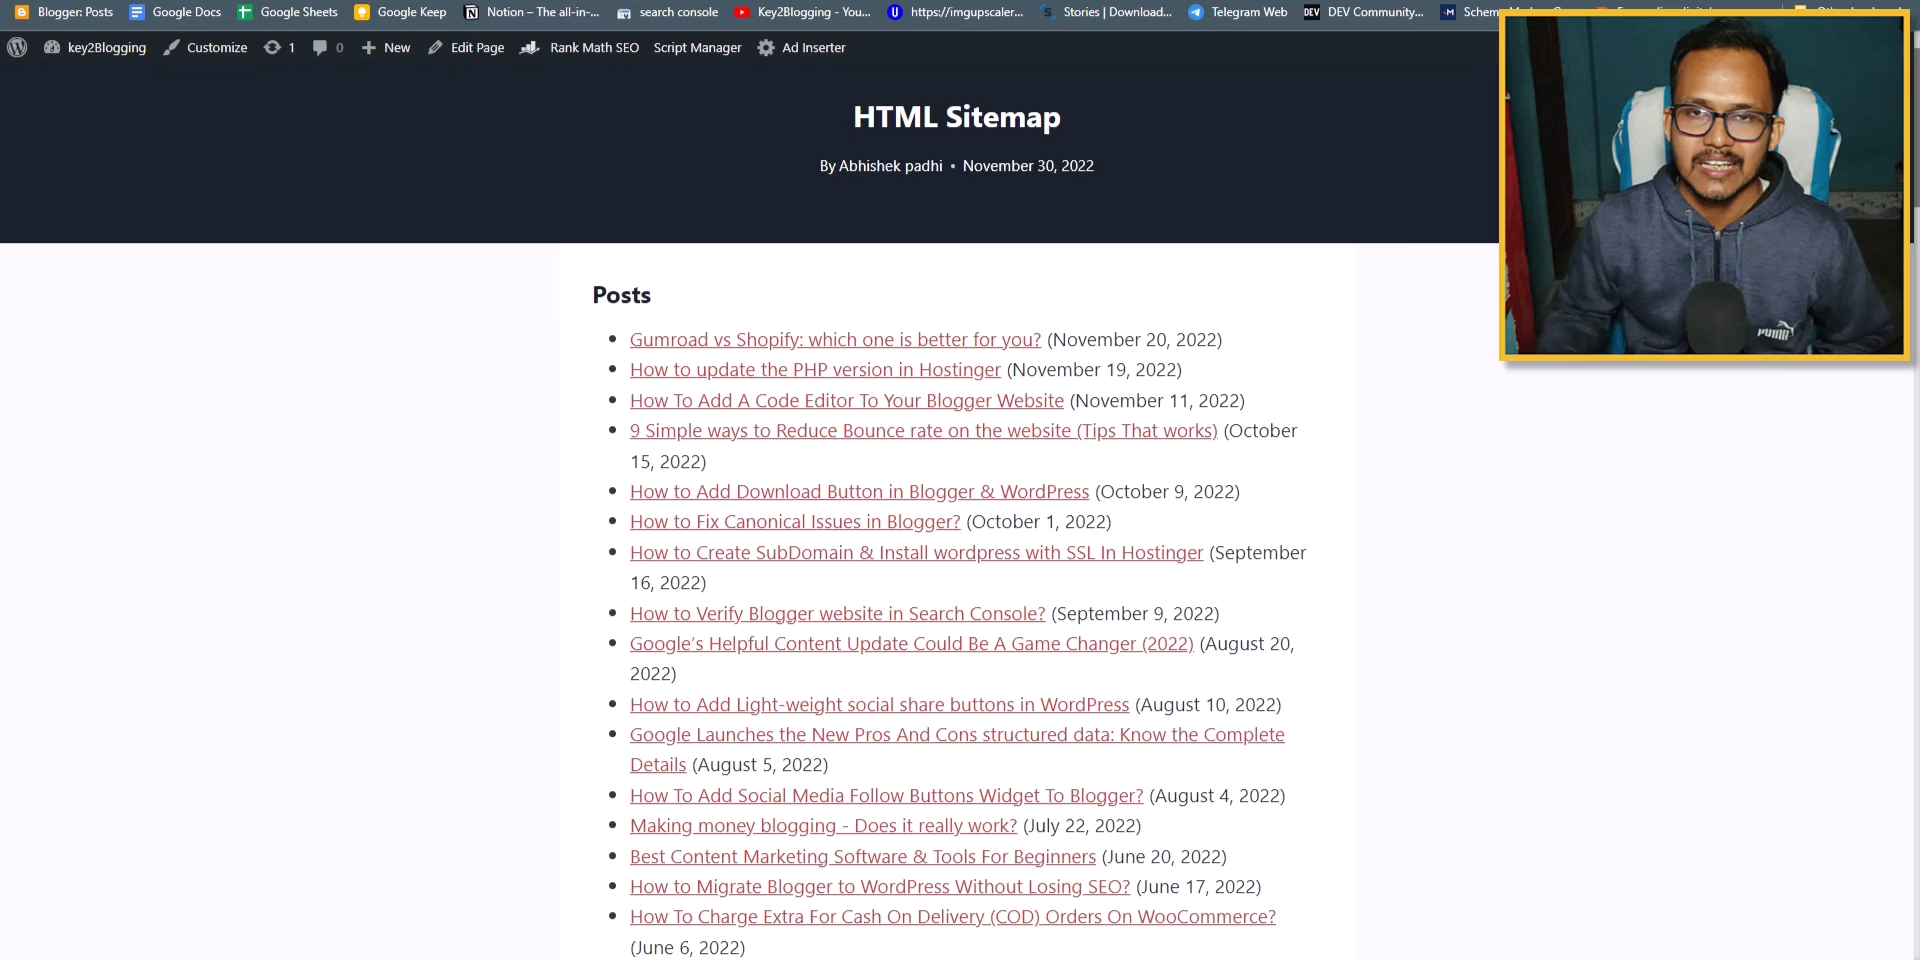 Blogger: Posts Google Docs Google Sheets Google Keep Notion – The all-in-... search console Key2Blogging - You... https://imgupscaler... Stories | Download... Telegram Web DEV Community... Schem
key2Blogging Customize 1 0 New Edit Page Rank Math SEO Script Manager Ad Inserter
HTML Sitemap
By Abhishek padhi • November 30, 2022
Posts
Gumroad vs Shopify: which one is better for you? (November 20, 2022)
How to update the PHP version in Hostinger (November 19, 2022)
How To Add A Code Editor To Your Blogger Website (November 11, 2022)
9 Simple ways to Reduce Bounce rate on the website (Tips That works) (October
15, 2022)
How to Add Download Button in Blogger & WordPress (October 9, 2022)
How to Fix Canonical Issues in Blogger? (October 1, 2022)
How to Create SubDomain & Install wordpress with SSL In Hostinger (September
16, 2022)
How to Verify Blogger website in Search Console? (September 9, 2022)
Google’s Helpful Content Update Could Be A Game Changer (2022) (August 20,
2022)
How to Add Light-weight social share buttons in WordPress (August 10, 2022)
Google Launches the New Pros And Cons structured data: Know the Complete
Details (August 5, 2022)
How To Add Social Media Follow Buttons Widget To Blogger? (August 4, 2022)
Making money blogging - Does it really work? (July 22, 2022)
Best Content Marketing Software & Tools For Beginners (June 20, 2022)
How to Migrate Blogger to WordPress Without Losing SEO? (June 17, 2022)
How To Charge Extra For Cash On Delivery (COD) Orders On WooCommerce?
(June 6, 2022)
PUMA